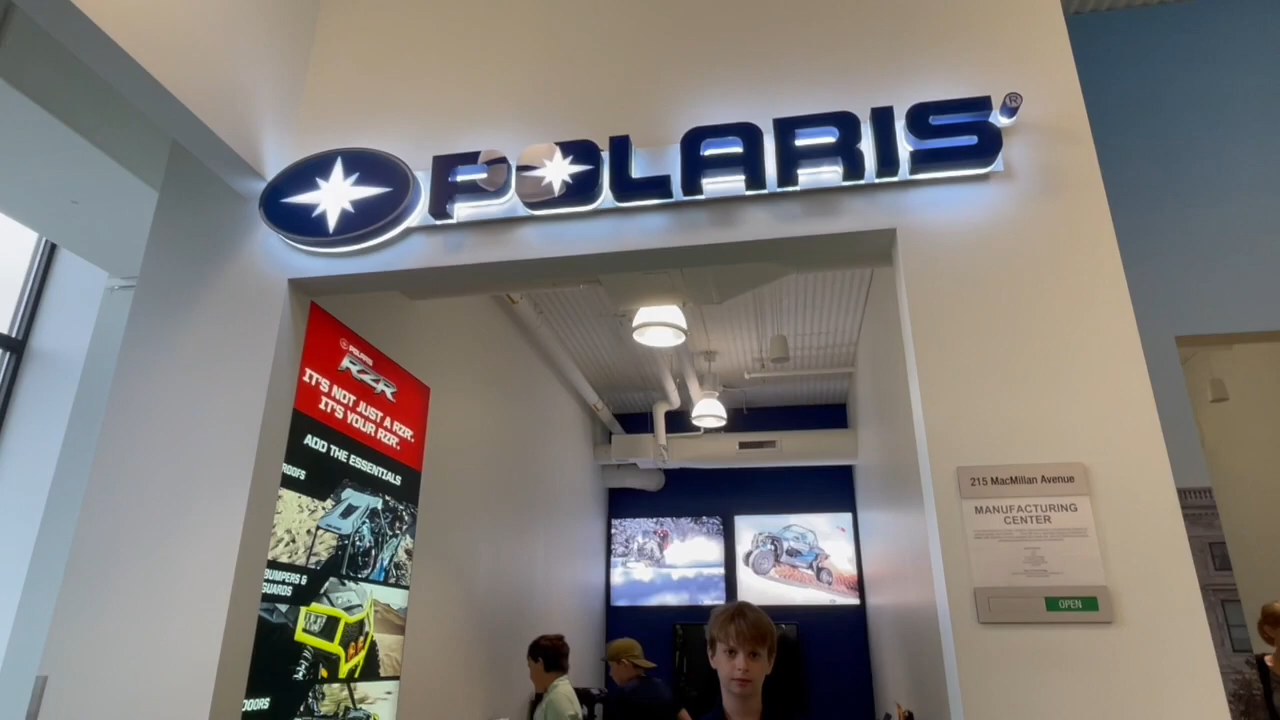 POLARIS®
POLARIS
RZR
IT'S NOT JUST A RZR.
IT'S YOUR RZR.
ADD THE ESSENTIALS
ROOFS
BUMPERS &
GUARDS
DOORS
215 MacMillan Avenue
MANUFACTURING
CENTER
OPEN